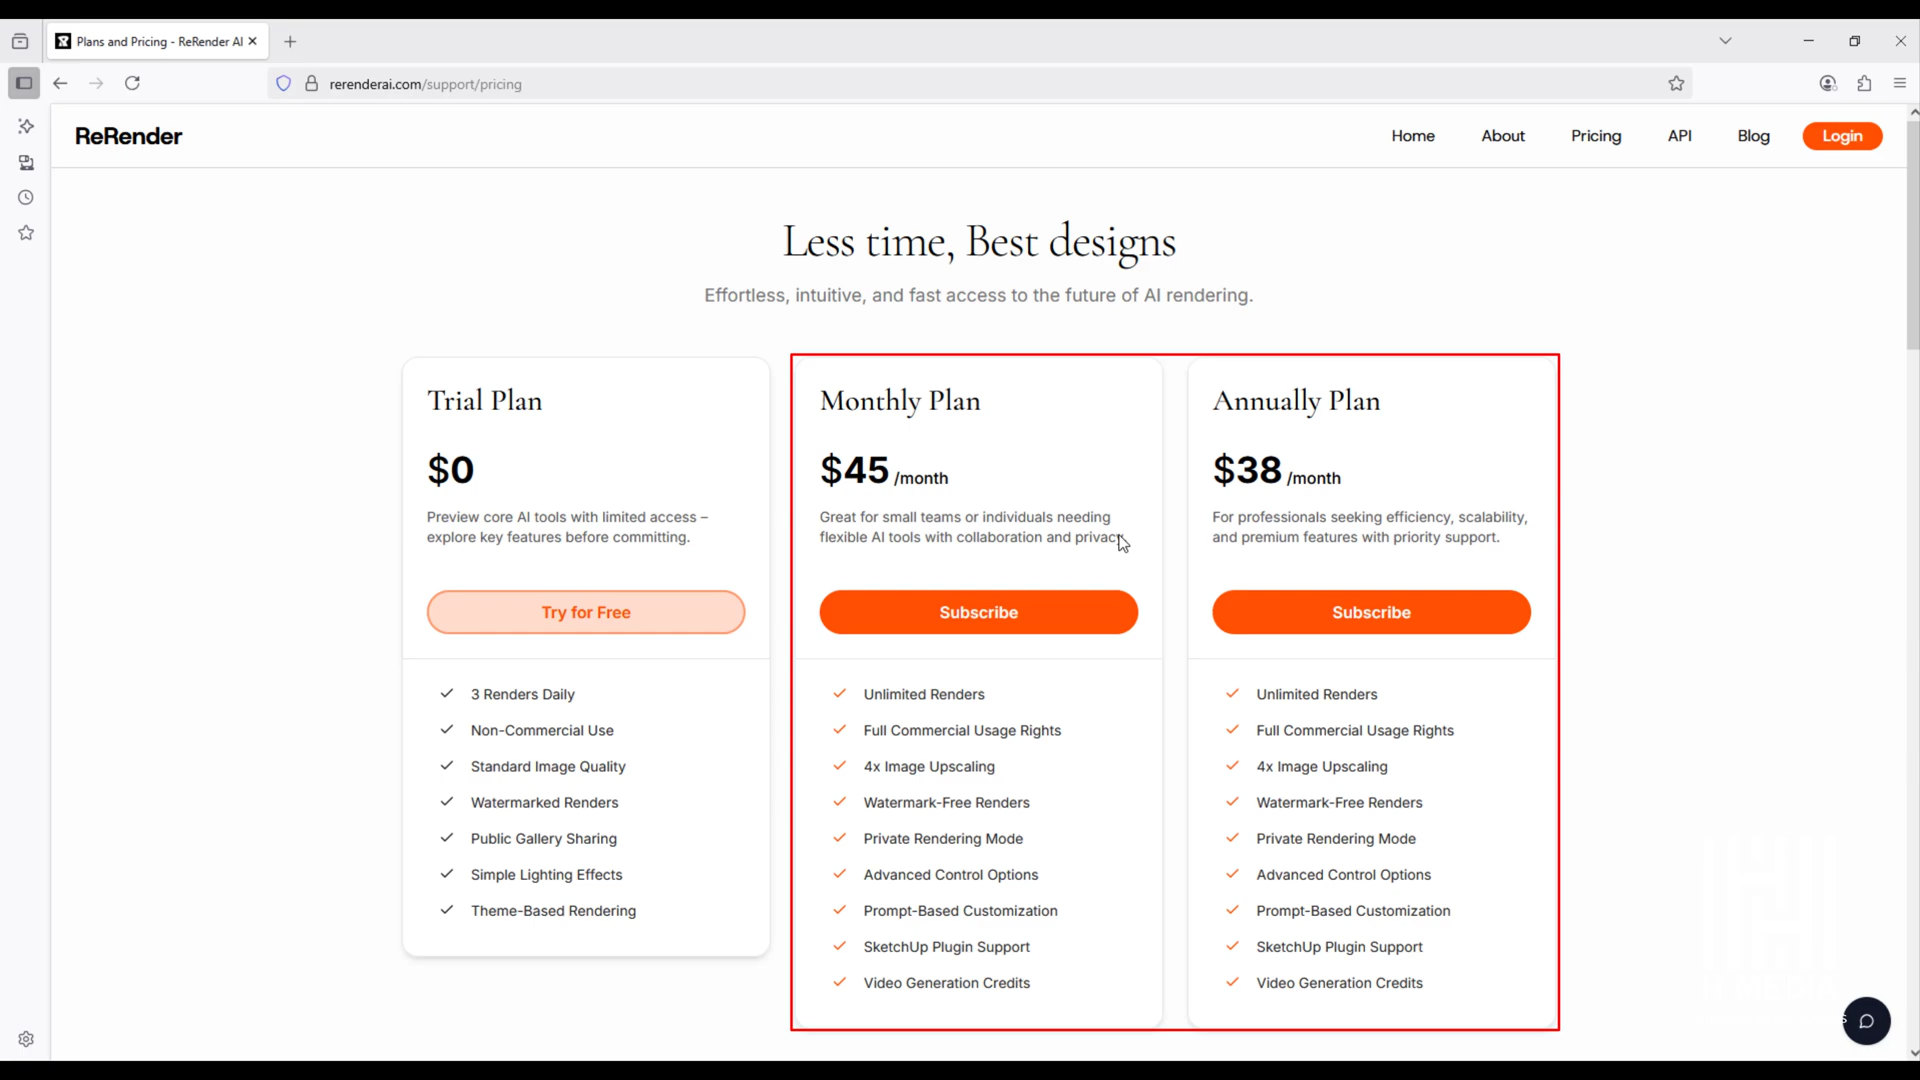 Plans and Pricing - ReRender AI
rerenderai.com/support/pricing
ReRender
Home
About
Pricing
API
Blog
Login
Less time, Best designs
Effortless, intuitive, and fast access to the future of AI rendering.
Trial Plan
$0
Preview core AI tools with limited access –
explore key features before committing.
Try for Free
3 Renders Daily
Non-Commercial Use
Standard Image Quality
Watermarked Renders
Public Gallery Sharing
Simple Lighting Effects
Theme-Based Rendering
Monthly Plan
$45 /month
Great for small teams or individuals needing
flexible AI tools with collaboration and privacy.
Subscribe
Unlimited Renders
Full Commercial Usage Rights
4x Image Upscaling
Watermark-Free Renders
Private Rendering Mode
Advanced Control Options
Prompt-Based Customization
SketchUp Plugin Support
Video Generation Credits
Annually Plan
$38 /month
For professionals seeking efficiency, scalability,
and premium features with priority support.
Subscribe
Unlimited Renders
Full Commercial Usage Rights
4x Image Upscaling
Watermark-Free Renders
Private Rendering Mode
Advanced Control Options
Prompt-Based Customization
SketchUp Plugin Support
Video Generation Credits